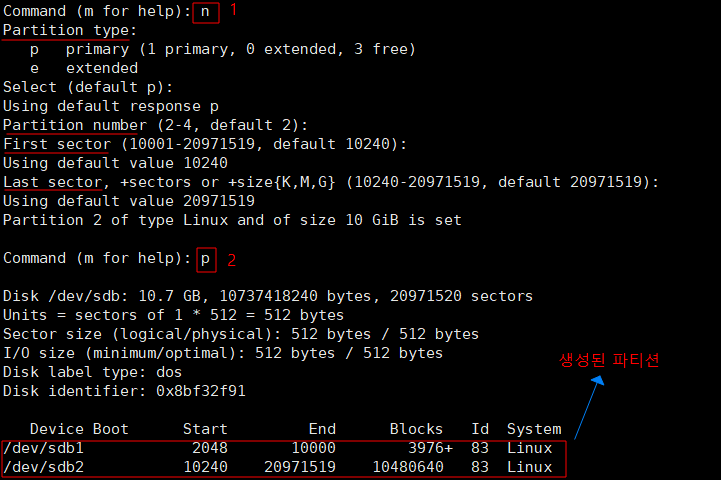 Command (m for help): n 1
Partition type:
   p   primary (1 primary, 0 extended, 3 free)
   e   extended
Select (default p):
Using default response p
Partition number (2-4, default 2):
First sector (10001-20971519, default 10240):
Using default value 10240
Last sector, +sectors or +size{K,M,G} (10240-20971519, default 20971519):
Using default value 20971519
Partition 2 of type Linux and of size 10 GiB is set
Command (m for help): p 2
Disk /dev/sdb: 10.7 GB, 10737418240 bytes, 20971520 sectors
Units = sectors of 1 * 512 = 512 bytes
Sector size (logical/physical): 512 bytes / 512 bytes
I/O size (minimum/optimal): 512 bytes / 512 bytes
생성된 파티션
Disk label type: dos
Disk identifier: 0x8bf32f91
   Device Boot      Start         End      Blocks   Id  System
/dev/sdb1            2048       10000        3976+  83  Linux
/dev/sdb2           10240    20971519    10480640   83  Linux